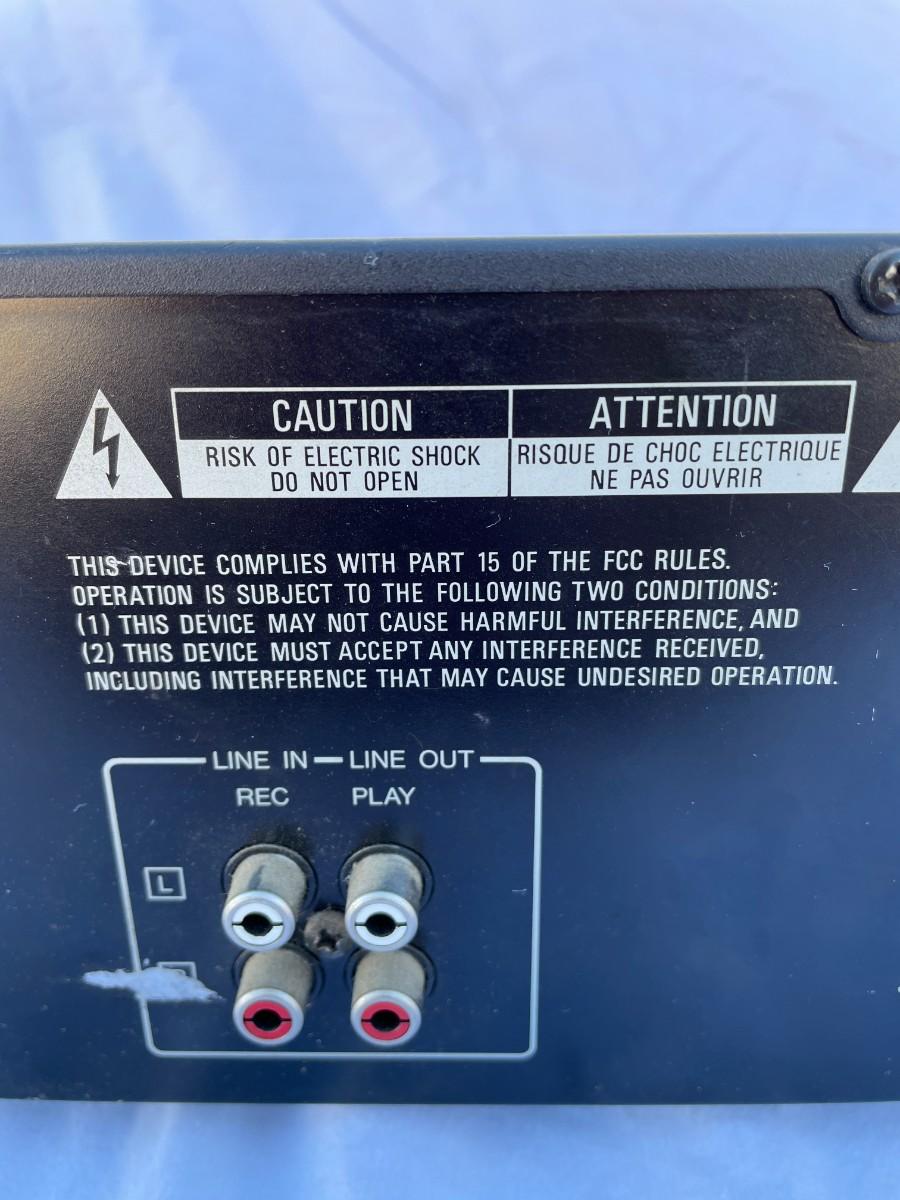 CAUTION
RISK OF ELECTRIC SHOCK
DO NOT OPEN
ATTENTION
RISQUE DE CHOC ELECTRIQUE
NE PAS OUVRIR
THIS DEVICE COMPLIES WITH PART 15 OF THE FCC RULES.
OPERATION IS SUBJECT TO THE FOLLOWING TWO CONDITIONS:
(1) THIS DEVICE MAY NOT CAUSE HARMFUL INTERFERENCE, AND
(2) THIS DEVICE MUST ACCEPT ANY INTERFERENCE RECEIVED,
INCLUDING INTERFERENCE THAT MAY CAUSE UNDESIRED OPERATION.
LINE IN LINE OUT
REC PLAY
L